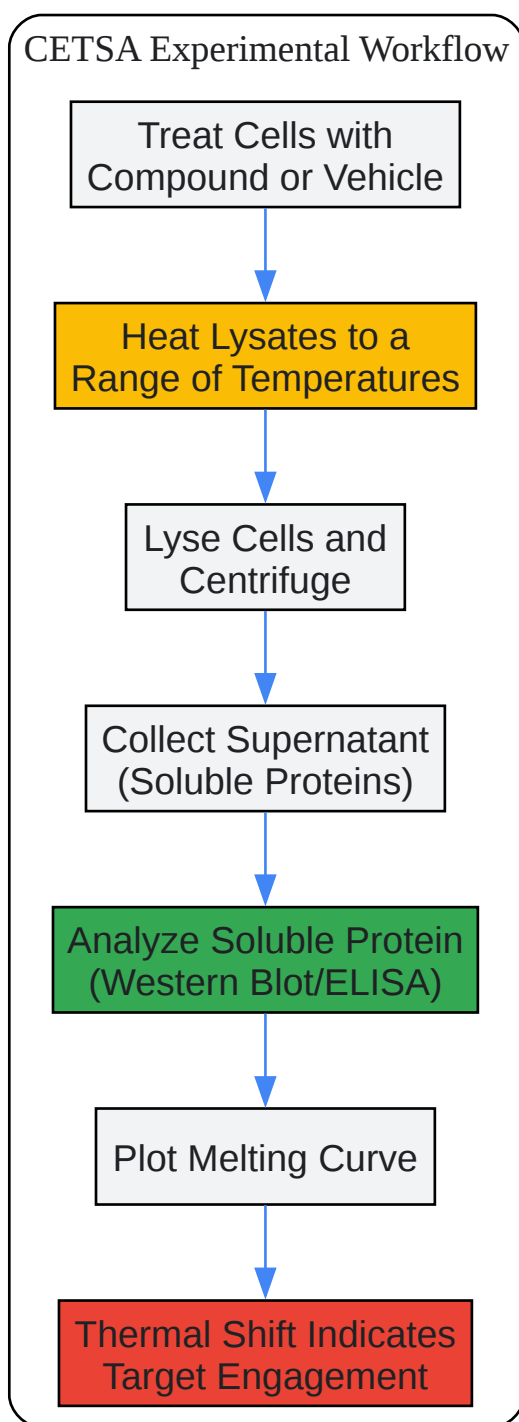 CETSA Experimental Workflow
Treat Cells with
Compound or Vehicle
Heat Lysates to a
Range of Temperatures
Lyse Cells and
Centrifuge
Collect Supernatant
(Soluble Proteins)
Analyze Soluble Protein
(Western Blot/ELISA)
Plot Melting Curve
Thermal Shift Indicates
Target Engagement